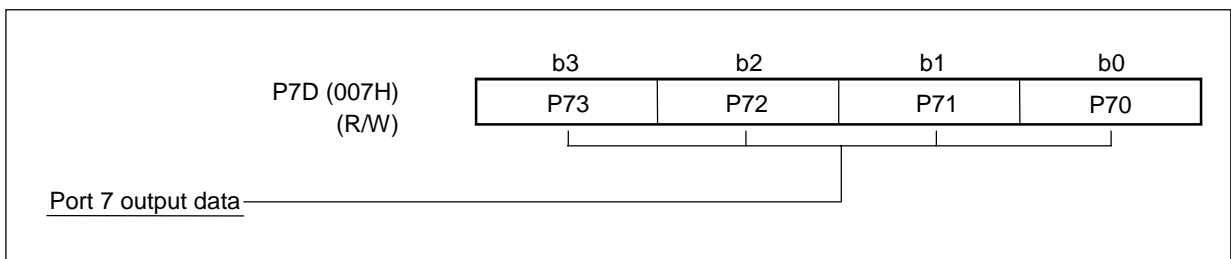 b3 b2 b1 b0
P7D (007H) P73 P72 P71 P70
(R/W)
Port 7 output data